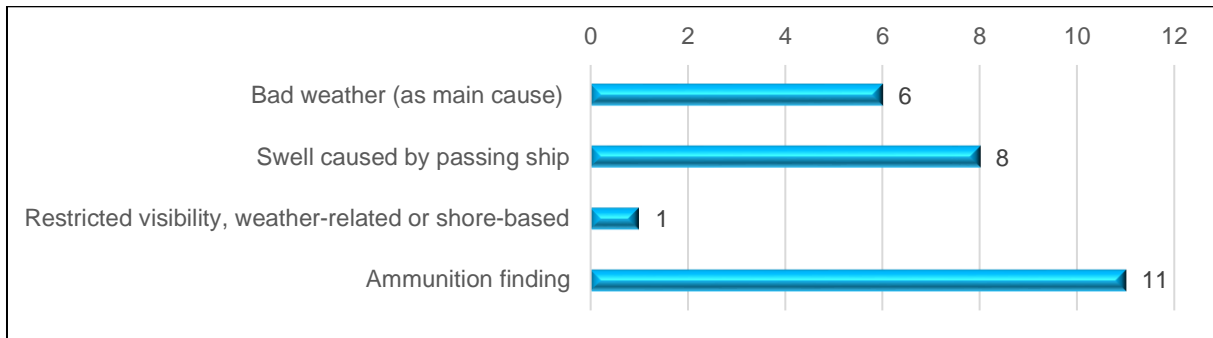 0 2 4 6 8 10 12
Bad weather (as main cause) 6
Swell caused by passing ship 8
Restricted visibility, weather-related or shore-based 1
Ammunition finding 11